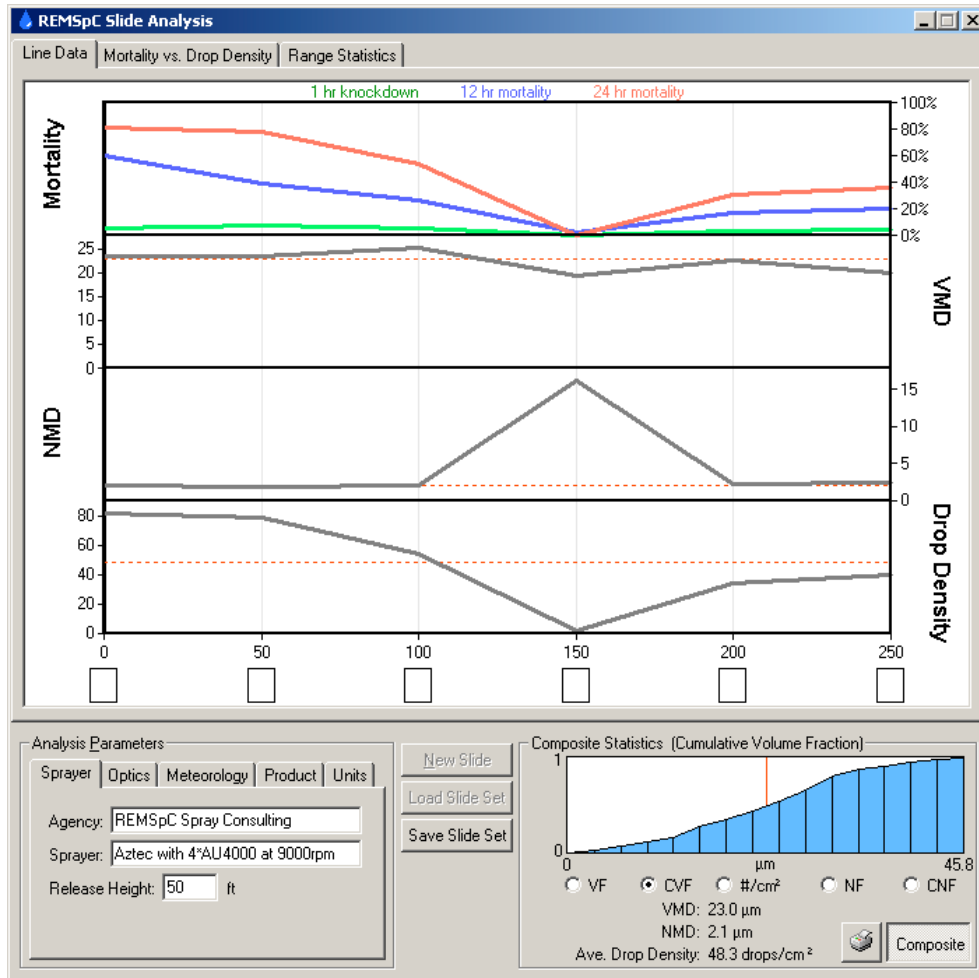 REMSpC Slide Analysis
Line Data Mortality vs. Drop Density Range Statistics
1 hr knockdown 12 hr mortality 24 hr mortality
Mortality
100%
80%
60%
40%
20%
0%
25
20
15
10
5
0
VMD
NMD
15
10
5
0
80
60
40
20
0
Drop Density
0 50 100 150 200 250
Analysis Parameters
Sprayer Optics Meteorology Product Units
Agency: REMSpC Spray Consulting
Sprayer: Aztec with 4*AU4000 at 9000rpm
Release Height: 50 ft
New Slide
Load Slide Set
Save Slide Set
Composite Statistics (Cumulative Volume Fraction)
1
0
0 µm 45.8
VF CVF #/cm² NF CNF
VMD: 23.0 µm
NMD: 2.1 µm
Ave. Drop Density: 48.3 drops/cm²
Composite